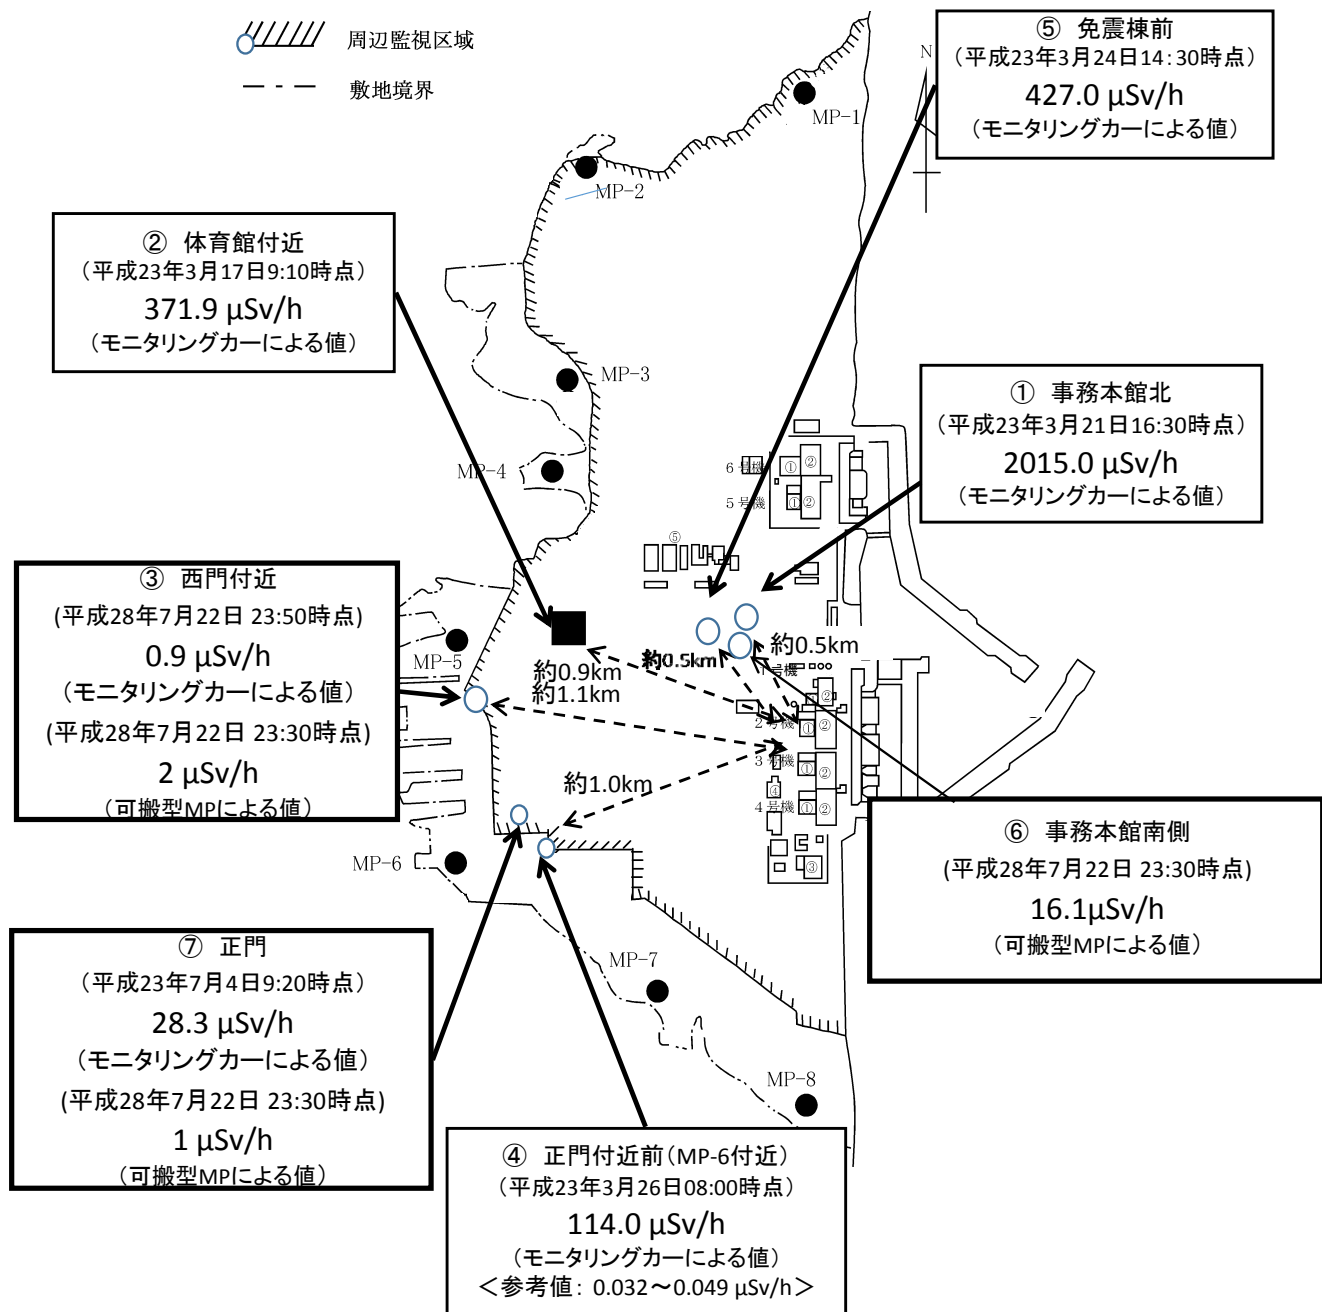 周辺監視区域
敷地境界
⑤ 免震棟前
（平成23年3月24日14：30時点）
427.0 μSv/h
（モニタリングカーによる値）
N
MP-1
MP-2
② 体育館付近
（平成23年3月17日9:10時点）
371.9 μSv/h
（モニタリングカーによる値）
MP-3
MP-4
① 事務本館北
（平成23年3月21日16:30時点）
2015.0 μSv/h
（モニタリングカーによる値）
6号機
①
②
5号機
①
②
⑤
③ 西門付近
(平成28年7月22日 23:50時点)
0.9 μSv/h
（モニタリングカーによる値）
(平成28年7月22日 23:30時点)
2 μSv/h
（可搬型MPによる値）
MP-5
約0.9km
約1.1km
約0.5km
約0.5km
1号機
②
2号機
①
②
3号機
①
②
④
4号機
①
②
③
約1.0km
MP-6
⑥ 事務本館南側
(平成28年7月22日 23:30時点)
16.1μSv/h
（可搬型MPによる値）
⑦ 正門
（平成23年7月4日9:20時点）
28.3 μSv/h
（モニタリングカーによる値）
(平成28年7月22日 23:30時点)
1 μSv/h
（可搬型MPによる値）
MP-7
MP-8
④ 正門付近前（MP-6付近）
（平成23年3月26日08:00時点）
114.0 μSv/h
（モニタリングカーによる値）
＜参考値： 0.032～0.049 μSv/h＞